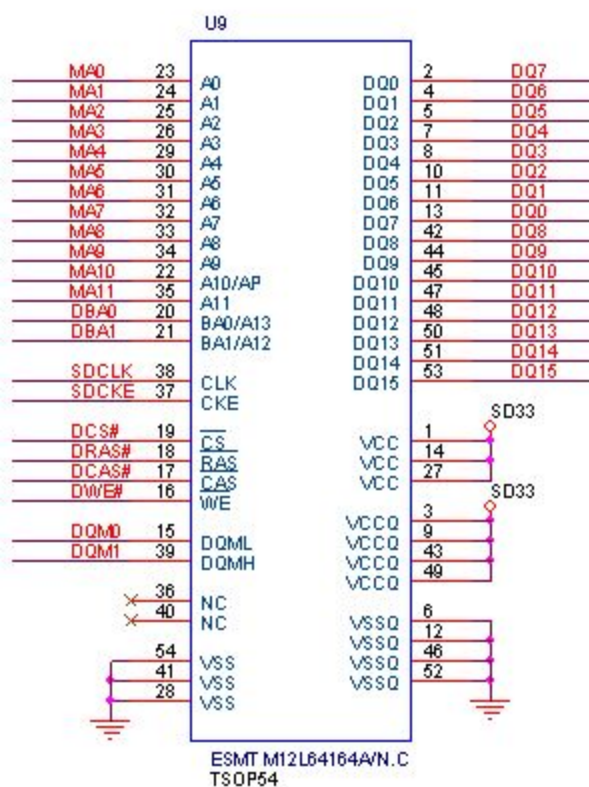 U9
MA0 23 A0 DQ0 2 DQ7
MA1 24 A1 DQ1 4 DQ6
MA2 25 A2 DQ2 5 DQ5
MA3 26 A3 DQ3 7 DQ4
MA4 29 A4 DQ4 8 DQ3
MA5 30 A5 DQ5 10 DQ2
MA6 31 A6 DQ6 11 DQ1
MA7 32 A7 DQ7 13 DQ0
MA8 33 A8 DQ8 42 DQ8
MA9 34 A9 DQ9 44 DQ9
MA10 22 A10/AP DQ10 45 DQ10
MA11 35 A11 DQ11 47 DQ11
DBA0 20 BA0/A13 DQ12 48 DQ12
DBA1 21 BA1/A12 DQ13 50 DQ13
DQ14 51 DQ14
SDCLK 38 CLK DQ15 53 DQ15
SDCKE 37 CKE
SD33
DCS# 19 CS VCC 1
DRAS# 18 RAS VCC 14
DCAS# 17 CAS VCC 27
DWE# 16 WE
SD33
VCCQ 3
DQM0 15 DQML VCCQ 9
DQM1 39 DQMH VCCQ 43
VCCQ 49
36 NC
40 NC VSSQ 6
VSSQ 12
54 VSS VSSQ 46
41 VSS VSSQ 52
28 VSS
ESMT M12L64164A/N.C
TSOP54